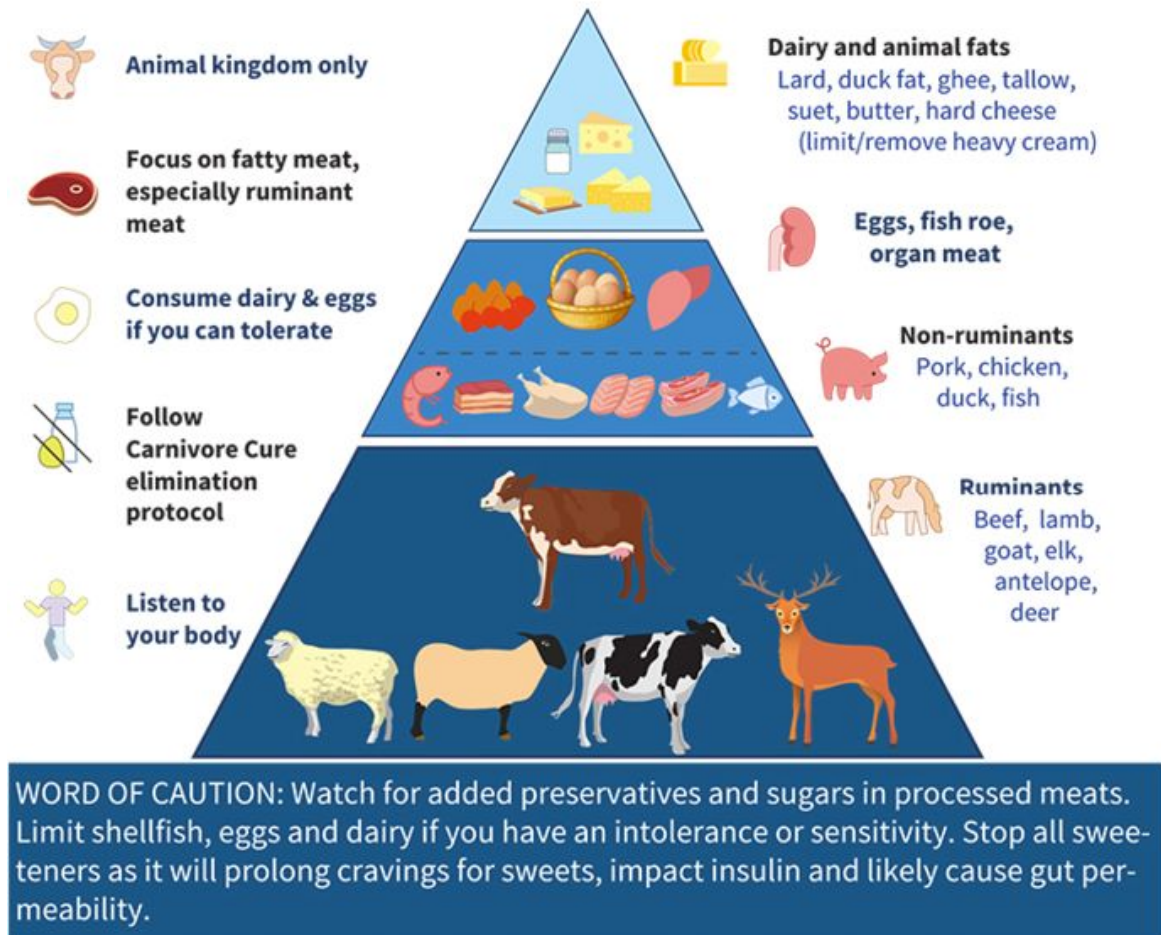 Animal kingdom only
Focus on fatty meat,
especially ruminant
meat
Consume dairy & eggs
if you can tolerate
Follow
Carnivore Cure
elimination
protocol
Listen to
your body
Dairy and animal fats
Lard, duck fat, ghee, tallow,
suet, butter, hard cheese
(limit/remove heavy cream)
Eggs, fish roe,
organ meat
Non-ruminants
Pork, chicken,
duck, fish
Ruminants
Beef, lamb,
goat, elk,
antelope,
deer
WORD OF CAUTION: Watch for added preservatives and sugars in processed meats.
Limit shellfish, eggs and dairy if you have an intolerance or sensitivity. Stop all swee-
teners as it will prolong cravings for sweets, impact insulin and likely cause gut per-
meability.